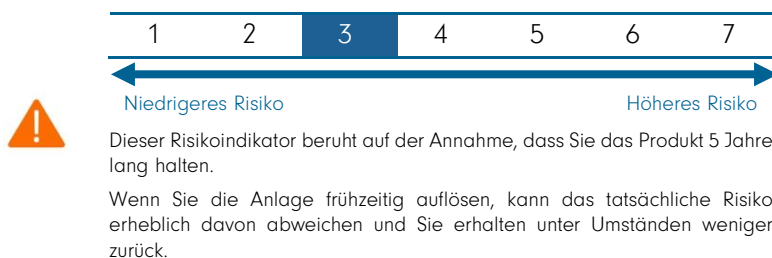 1 2 3 4 5 6 7
Niedrigeres Risiko Höheres Risiko
Dieser Risikoindikator beruht auf der Annahme, dass Sie das Produkt 5 Jahre
lang halten.
Wenn Sie die Anlage frühzeitig auflösen, kann das tatsächliche Risiko
erheblich davon abweichen und Sie erhalten unter Umständen weniger
zurück.